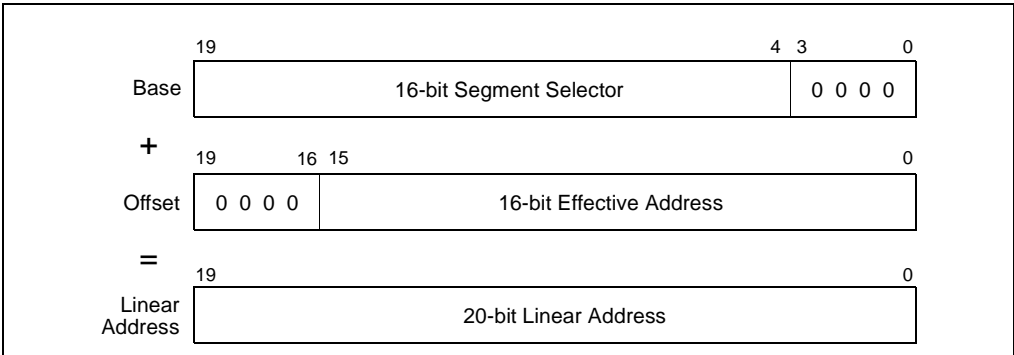 19 4 3 0
Base 16-bit Segment Selector 0 0 0 0
+
19 16 15 0
Offset 0 0 0 0 16-bit Effective Address
=
19 0
Linear
Address 20-bit Linear Address